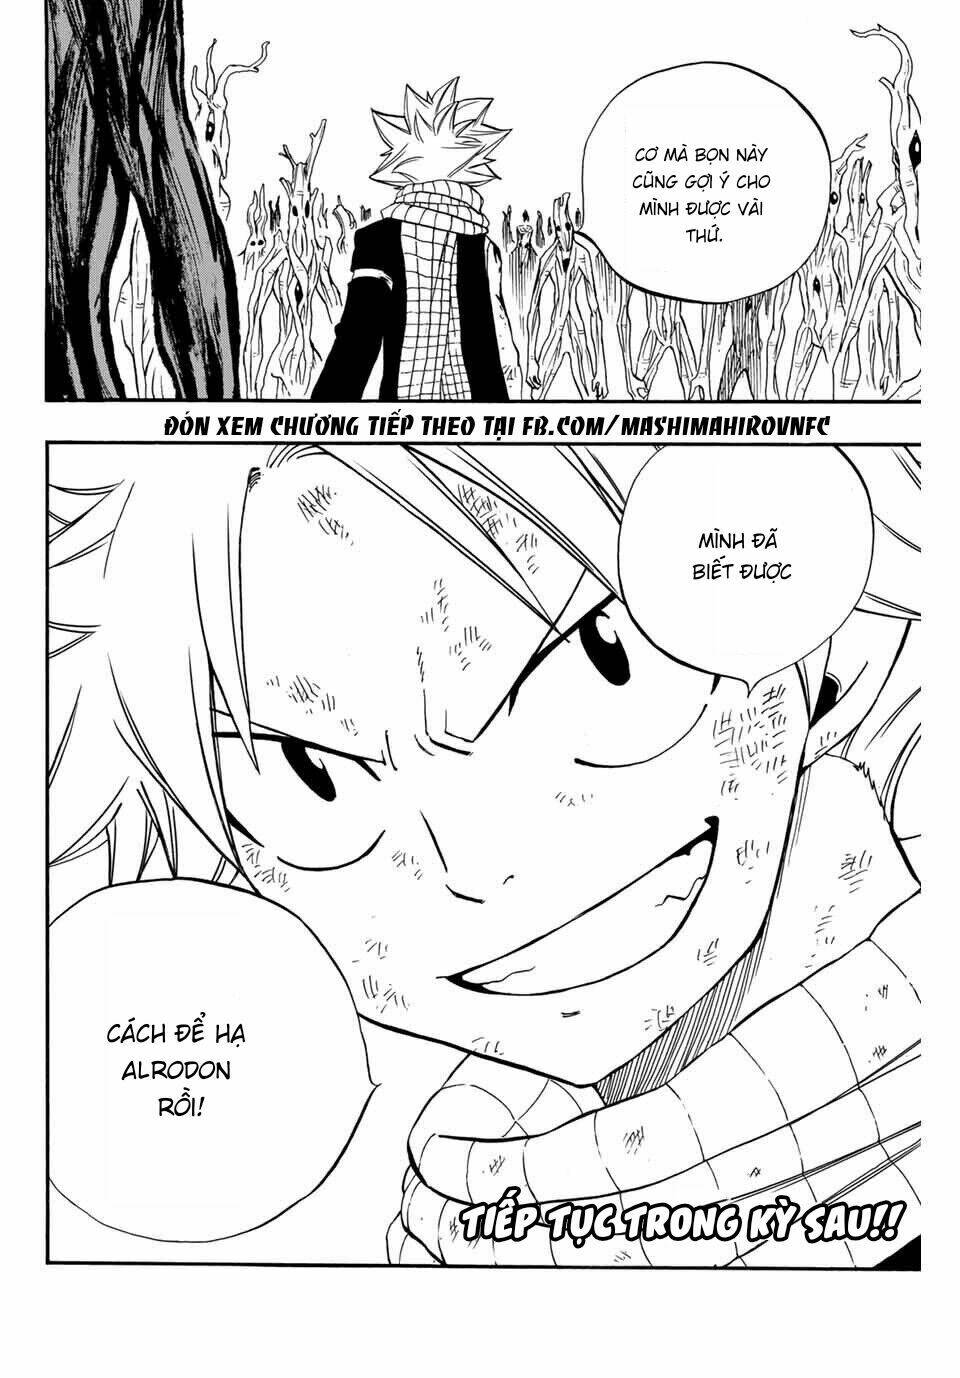 CƠ MÀ BỌN NÀY
CŨNG GỢI Ý CHO
MÌNH ĐƯỢC VÀI
THỨ.
ĐÓN XEM CHƯƠNG TIẾP THEO TẠI FB.COM/MASHIMAHIROVNFC
MÌNH ĐÃ
BIẾT ĐƯỢC
CÁCH ĐỂ HẠ
ALRODON
RỒI!
TIẾP TỤC TRONG KỲ SAU!!